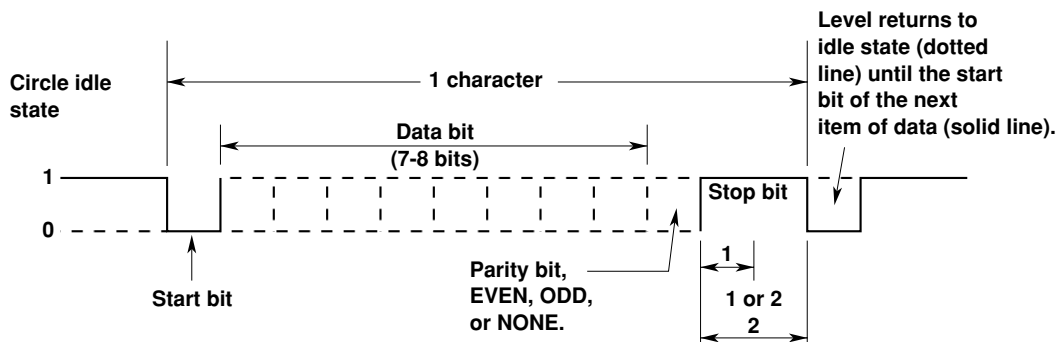 Level returns to
idle state (dotted
line) until the start
bit of the next
item of data (solid line).
Circle idle
state
1 character
Data bit
(7-8 bits)
1
Stop bit
0
1
Start bit
Parity bit,
EVEN, ODD,
or NONE.
1 or 2
2